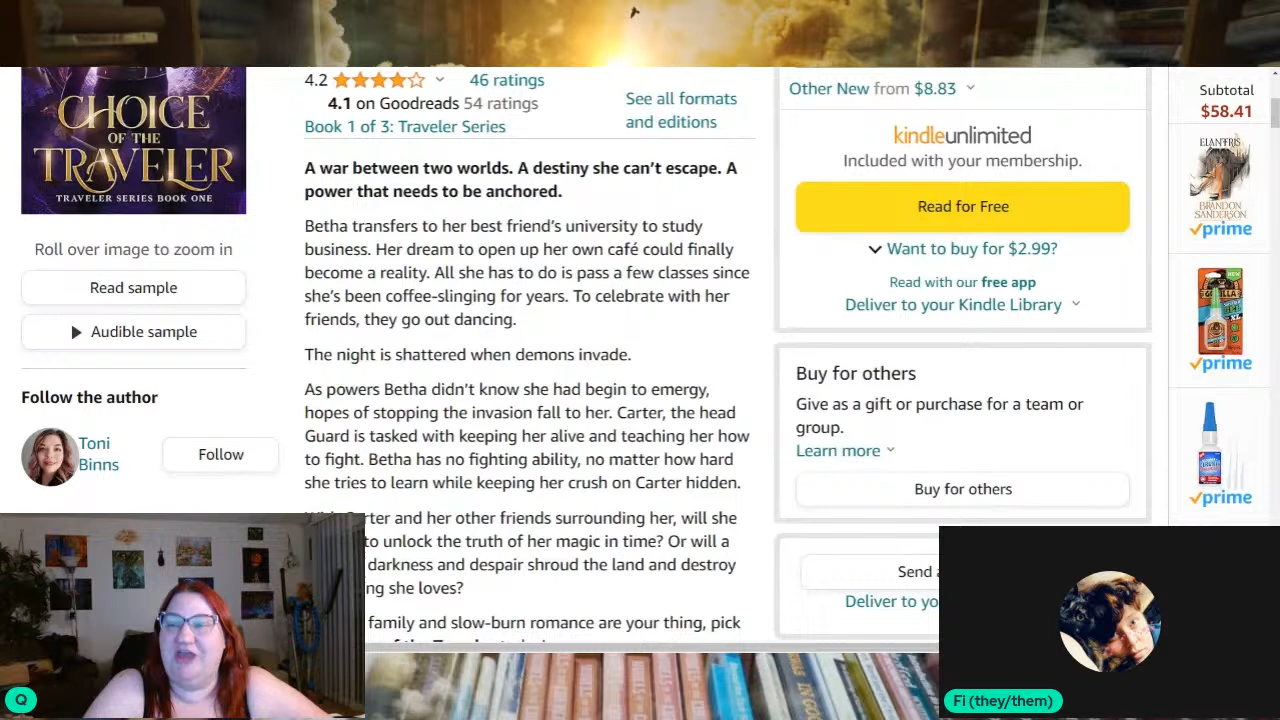 CHOICE
OF THE
TRAVELER
TRAVELER SERIES BOOK ONE
Roll over image to zoom in
Read sample
Audible sample
Follow the author
Toni
Binns
Follow
4.2
46 ratings
4.1 on Goodreads 54 ratings
Book 1 of 3: Traveler Series
See all formats
and editions
A war between two worlds. A destiny she can’t escape. A
power that needs to be anchored.
Betha transfers to her best friend’s university to study
business. Her dream to open up her own café could finally
become a reality. All she has to do is pass a few classes since
she’s been coffee-slinging for years. To celebrate with her
friends, they go out dancing.
The night is shattered when demons invade.
As powers Betha didn’t know she had begin to emergy,
hopes of stopping the invasion fall to her. Carter, the head
Guard is tasked with keeping her alive and teaching her how
to fight. Betha has no fighting ability, no matter how hard
she tries to learn while keeping her crush on Carter hidden.
rter and her other friends surrounding her, will she
to unlock the truth of her magic in time? Or will a
darkness and despair shroud the land and destroy
ng she loves?
family and slow-burn romance are your thing, pick
Other New from $8.83
kindleunlimited
Included with your membership.
Read for Free
Want to buy for $2.99?
Read with our free app
Deliver to your Kindle Library
Buy for others
Give as a gift or purchase for a team or
group.
Learn more
Buy for others
Send a
Deliver to yo
Subtotal
$58.41
ELANTRIS
BRANDON
SANDERSON
prime
prime
prime
Q
Fi (they/them)